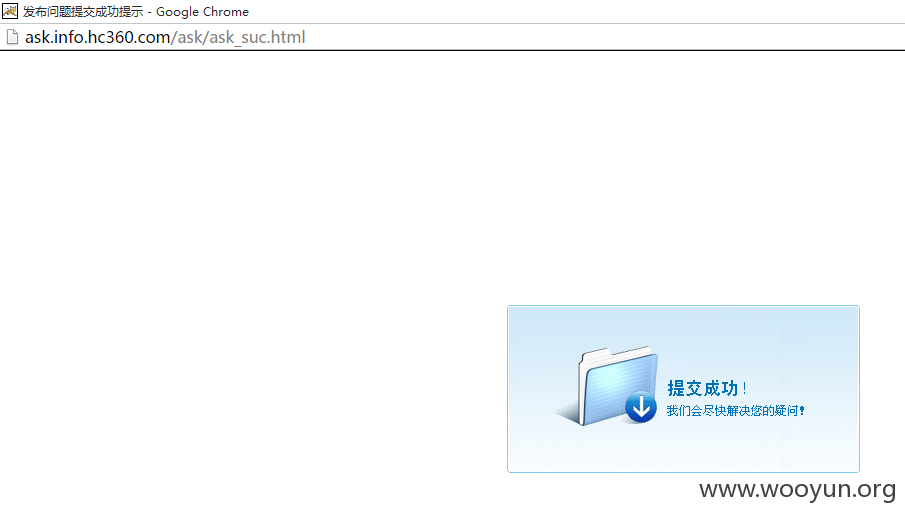 发布问题提交成功提示 - Google Chrome
ask.info.hc360.com/ask/ask_suc.html
提交成功！
我们会尽快解决您的疑问！
www.wooyun.org